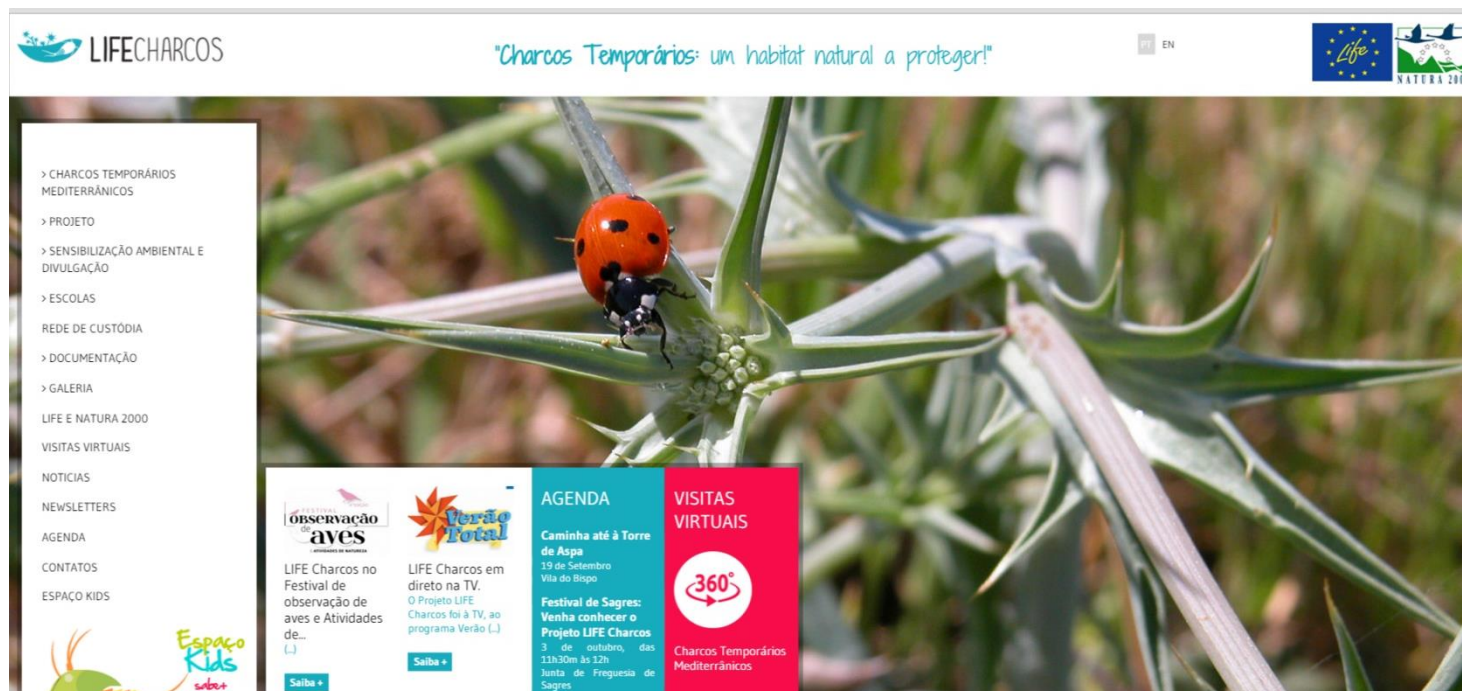 LIFECHARCOS
"Charcos Temporários: um habitat natural a proteger!"
PT EN
Life
NATURA 200
> CHARCOS TEMPORÁRIOS
MEDITERRÂNICOS
> PROJETO
> SENSIBILIZAÇÃO AMBIENTAL E
DIVULGAÇÃO
> ESCOLAS
REDE DE CUSTÓDIA
> DOCUMENTAÇÃO
> GALERIA
LIFE E NATURA 2000
VISITAS VIRTUAIS
NOTICIAS
NEWSLETTERS
AGENDA
CONTATOS
ESPAÇO KIDS
Espaço
Kids
sabe+
FESTIVAL
OBSERVAÇÃO
de
aves
& ATIVIDADES DE NATUREZA
LIFE Charcos no
Festival de
observação de
aves e Atividades
de...
(...)
Saiba +
Verão
Total
LIFE Charcos em
direto na TV.
O Projeto LIFE
Charcos foi à TV, ao
programa Verão (...)
Saiba +
AGENDA
Caminha até à Torre
de Aspa
19 de Setembro
Vila do Bispo
Festival de Sagres:
Venha conhecer o
Projeto LIFE Charcos
3 de outubro, das
11h30m às 12h
Junta de Freguesia de
Sagres
VISITAS
VIRTUAIS
360°
Charcos Temporários
Mediterrânicos